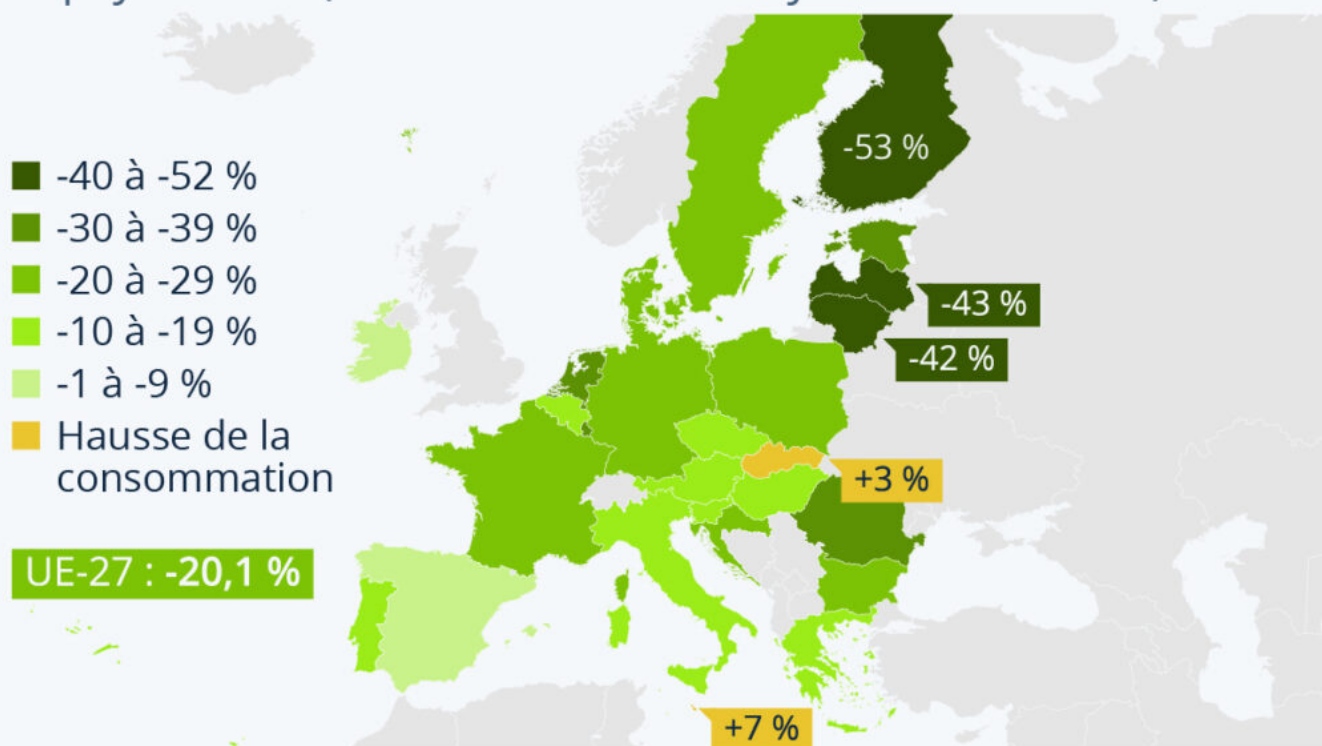 -40 à -52 %
-30 à -39 %
-20 à -29 %
-10 à -19 %
-1 à -9 %
Hausse de la
consommation
UE-27 : -20,1 %
-53 %
-43 %
-42 %
+3 %
+7 %